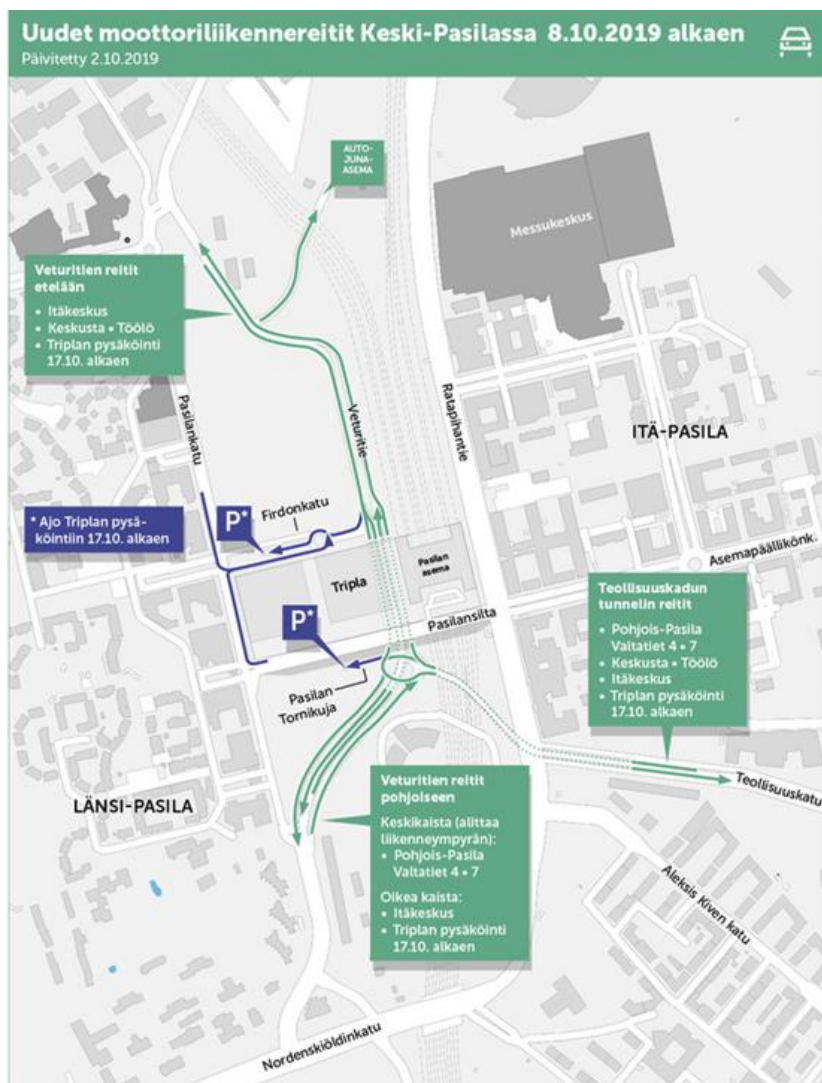 Uudet moottoriliikennereitit Keski-Pasilassa 8.10.2019 alkaen
Päivitetty 2.10.2019
AUTO-
JUNA-
ASEMA
Messukeskus
Veturitien reitit
etelään
• Itäkeskus
• Keskusta • Töölö
• Triplan pysäköinti
17.10. alkaen
Pasilankatu
Veturitie
Ratapihantie
ITÄ-PASILA
* Ajo Triplan pysä-
köintiin 17.10. alkaen
P*
Firdonkatu
Tripla
Pasilan
asema
Asemapäällikönk.
Pasilansilta
P*
Pasilan
Tornikuja
Teollisuuskadun
tunnelin reitit
• Pohjois-Pasila
Valtatiet 4 • 7
• Keskusta • Töölö
• Itäkeskus
• Triplan pysäköinti
17.10. alkaen
Teollisuuskatu
LÄNSI-PASILA
Veturitien reitit
pohjoiseen
Keskikaista (alittaa
liikenneympyrän):
• Pohjois-Pasila
Valtatiet 4 • 7
Oikea kaista:
• Itäkeskus
• Triplan pysäköinti
17.10. alkaen
Aleksis Kiven katu
Nordenskiöldinkatu